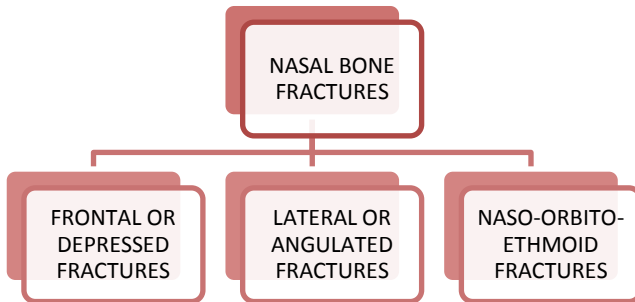 NASAL BONE
FRACTURES
FRONTAL OR
DEPRESSED
FRACTURES
LATERAL OR
ANGULATED
FRACTURES
NASO-ORBITO-
ETHMOID
FRACTURES